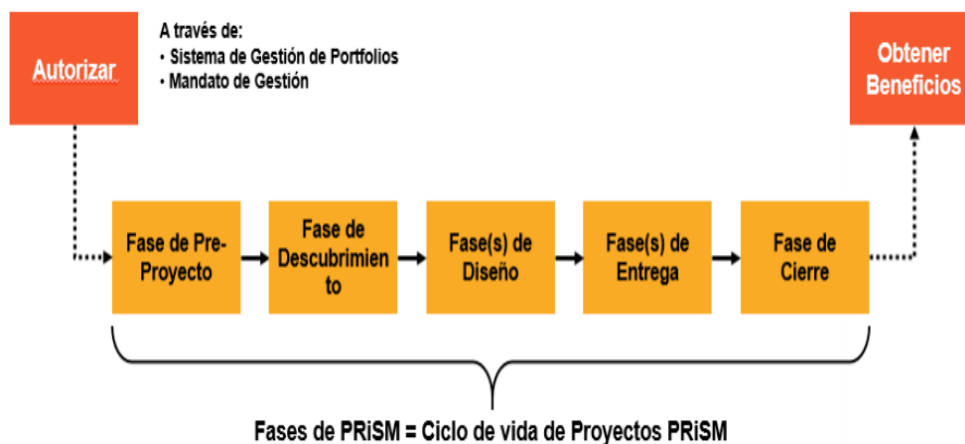 Autorizar
A través de:
• Sistema de Gestión de Portfolios
• Mandato de Gestión
Obtener
Beneficios
Fase de Pre-
Proyecto
Fase de
Descubrimien
to
Fase(s) de
Diseño
Fase(s) de
Entrega
Fase de
Cierre
Fases de PRiSM = Ciclo de vida de Proyectos PRiSM